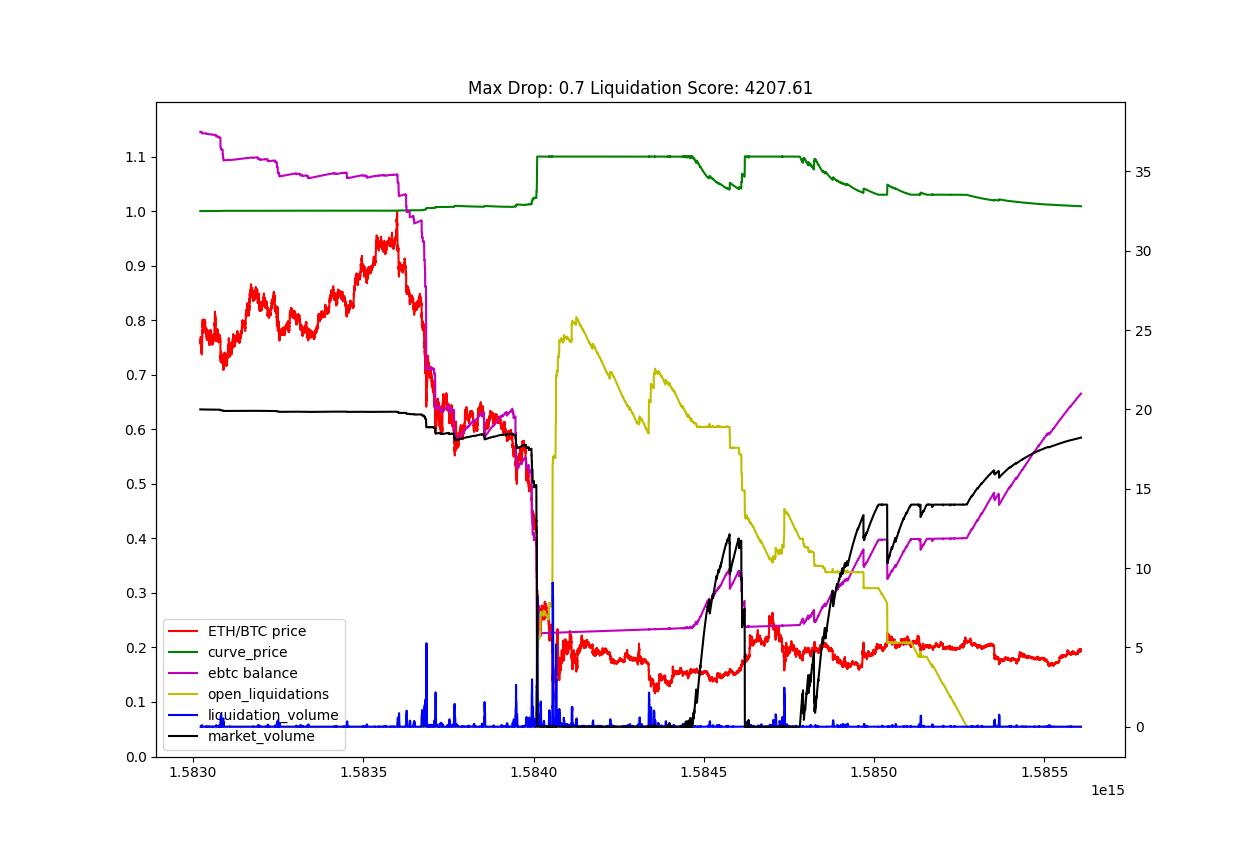 Max Drop: 0.7 Liquidation Score: 4207.61
1.1
1.0
0.9
0.8
0.7
0.6
0.5
0.4
0.3
0.2
0.1
0.0
35
30
25
20
15
10
5
0
ETH/BTC price
curve_price
ebtc balance
open_liquidations
liquidation_volume
market_volume
1.5830 1.5835 1.5840 1.5845 1.5850 1.5855
1e15